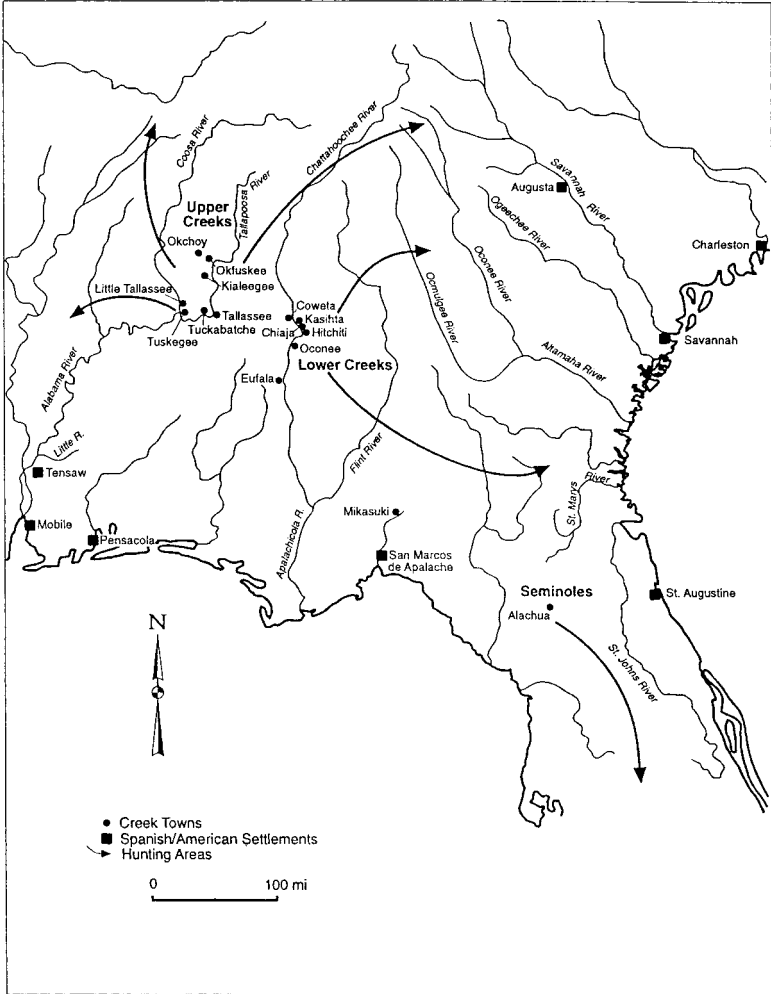 Coosa River
Chattahoochee River
Savannah
River
Augusta
Tallapoosa
River
Upper
Creeks
Ogeechee River
Charleston
Okchoy
Okfuskee
Kialeegee
Oconee River
Ocmulgee River
Little Tallassee
Coweta
Kasihta
Tallassee
Chiaja
Hitchiti
Tuckabatche
Tuskegee
Oconee
Savannah
Lower Creeks
Altamaha River
Alabama River
Eufala
Little R.
Flint River
Tensaw
St. Marys
River
Mikasuki
Mobile
Pensacola
Apalachicola R.
San Marcos
de Apalache
Seminoles
St. Augustine
Alachua
N
St. Johns River
Creek Towns
Spanish/American Settlements
Hunting Areas
0 100 mi